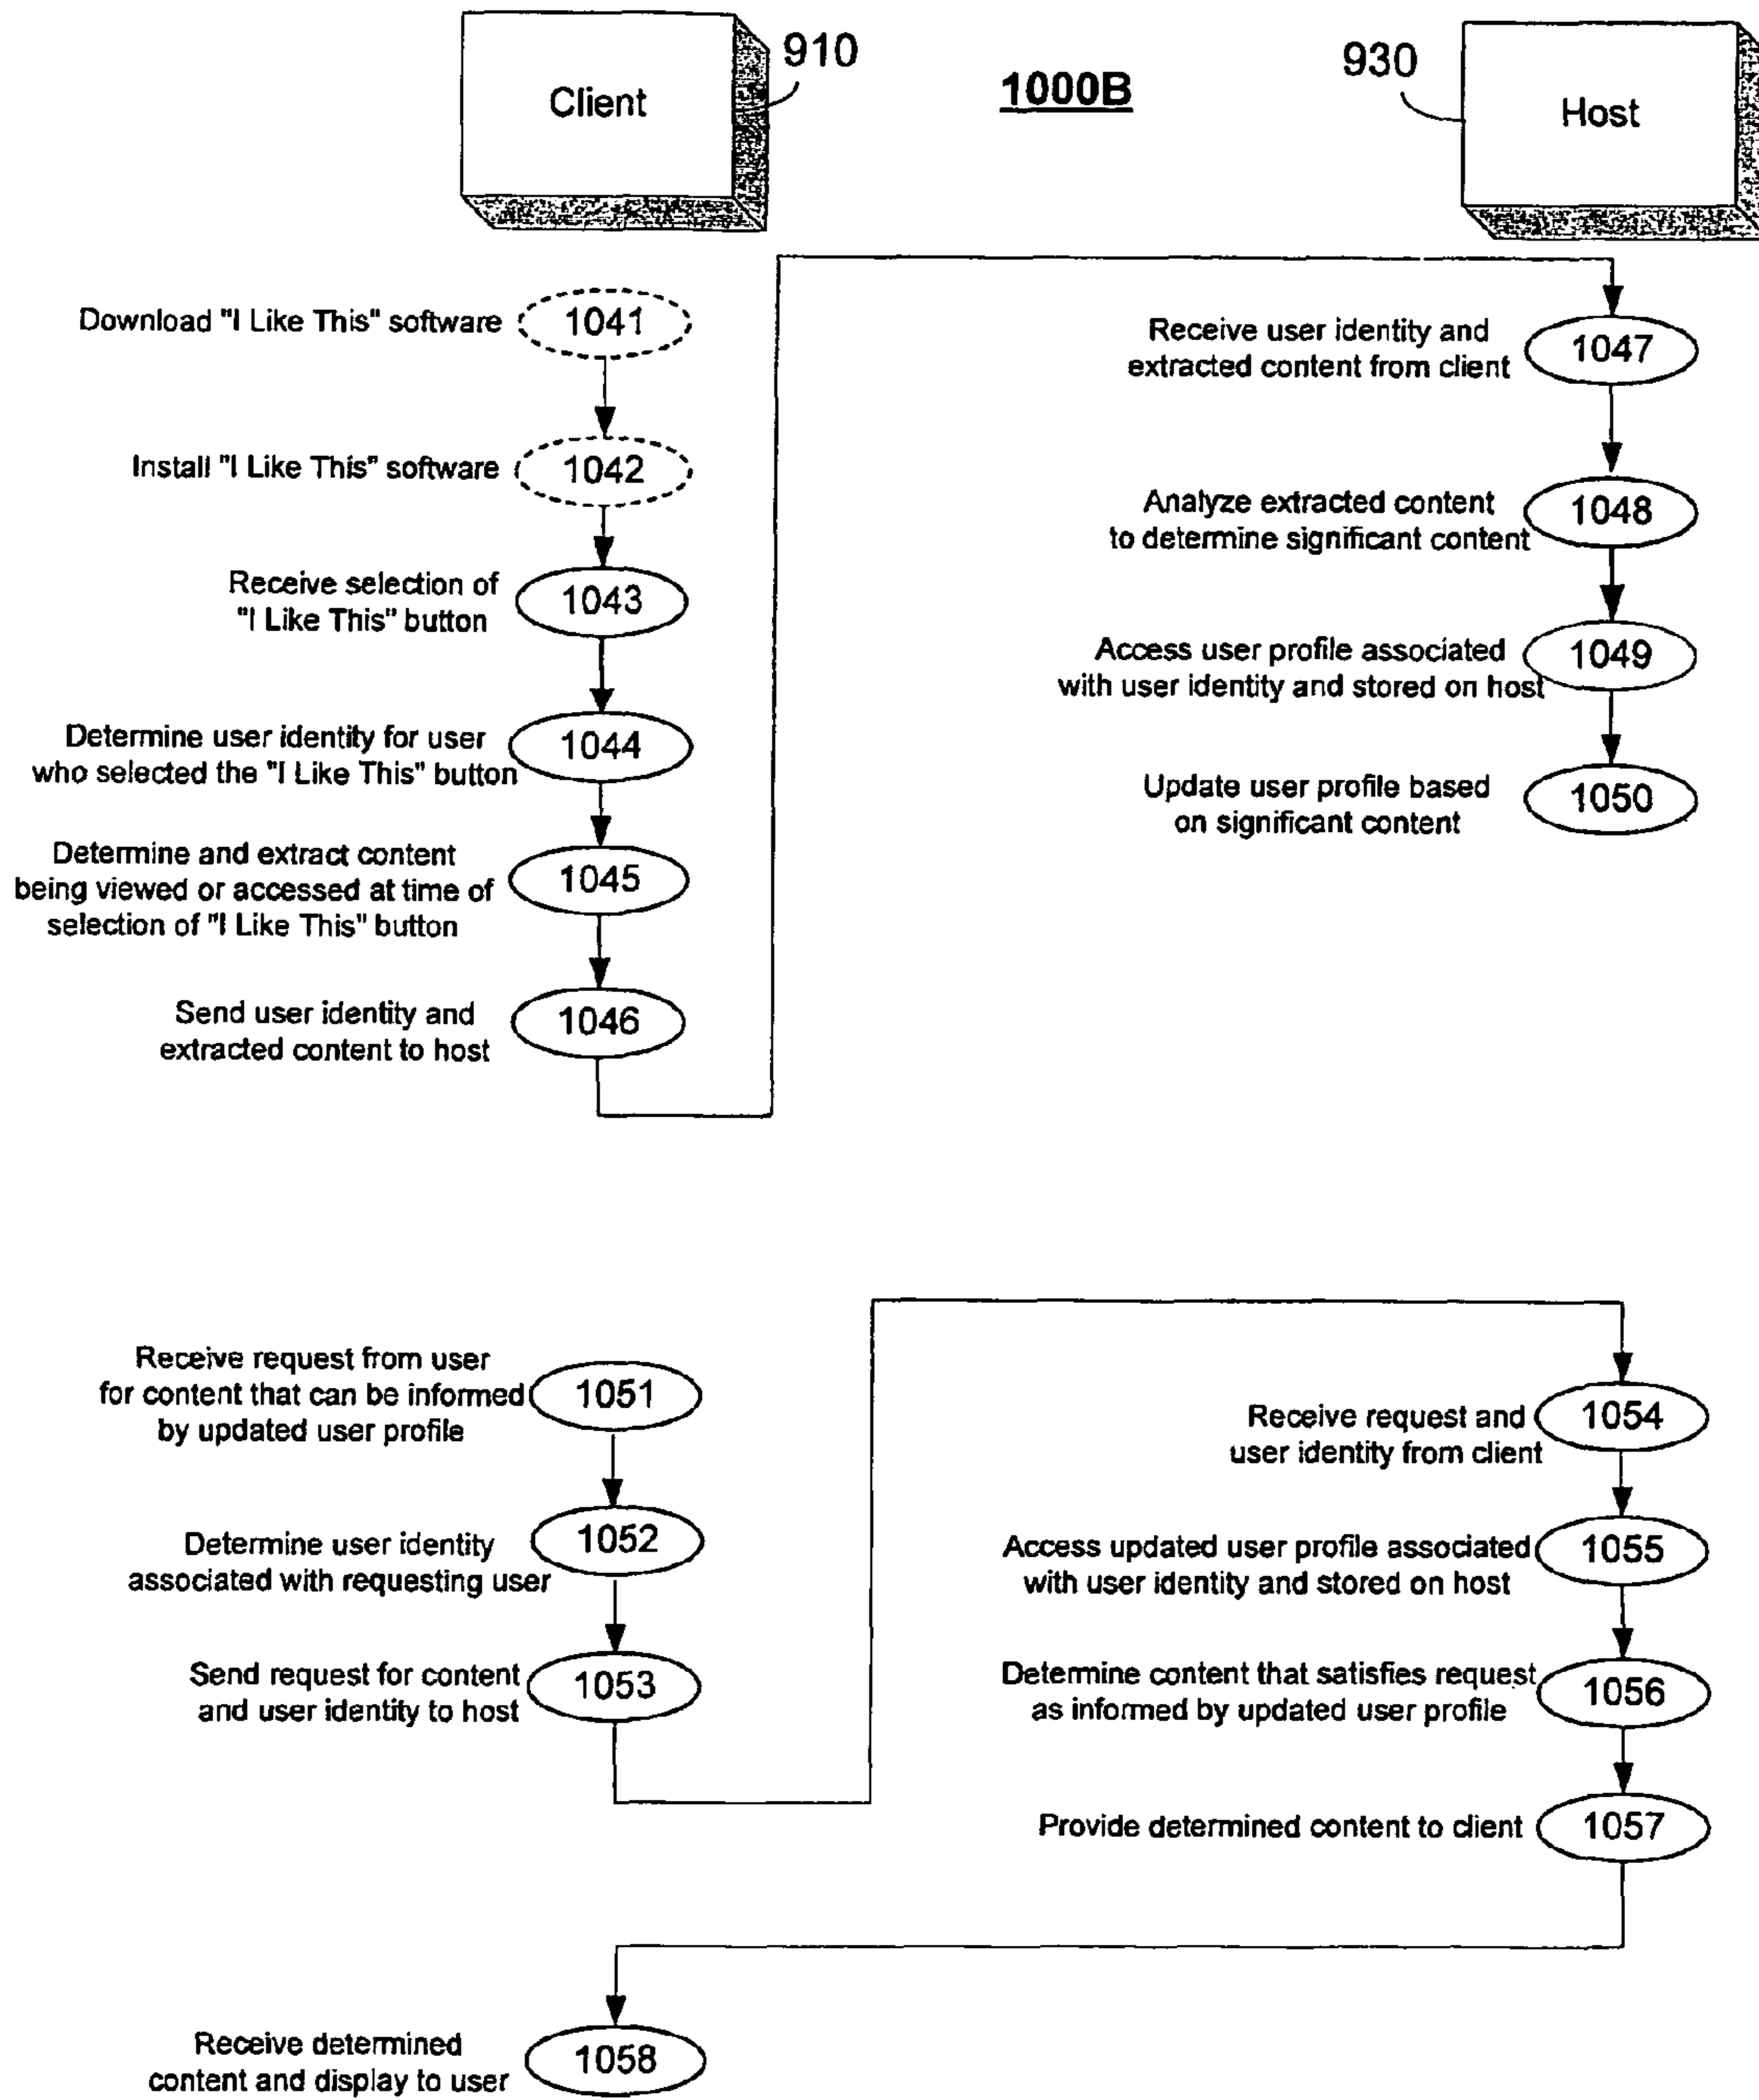 Client
910
1000B
930
Host
Download "I Like This" software
1041
Install "I Like This" software
1042
Receive selection of
"I Like This" button
1043
Determine user identity for user
who selected the "I Like This" button
1044
Determine and extract content
being viewed or accessed at time of
selection of "I Like This" button
1045
Send user identity and
extracted content to host
1046
Receive user identity and
extracted content from client
1047
Analyze extracted content
to determine significant content
1048
Access user profile associated
with user identity and stored on host
1049
Update user profile based
on significant content
1050
Receive request from user
for content that can be informed
by updated user profile
1051
Determine user identity
associated with requesting user
1052
Send request for content
and user identity to host
1053
Receive request and
user identity from client
1054
Access updated user profile associated
with user identity and stored on host
1055
Determine content that satisfies request
as informed by updated user profile
1056
Provide determined content to client
1057
Receive determined
content and display to user
1058